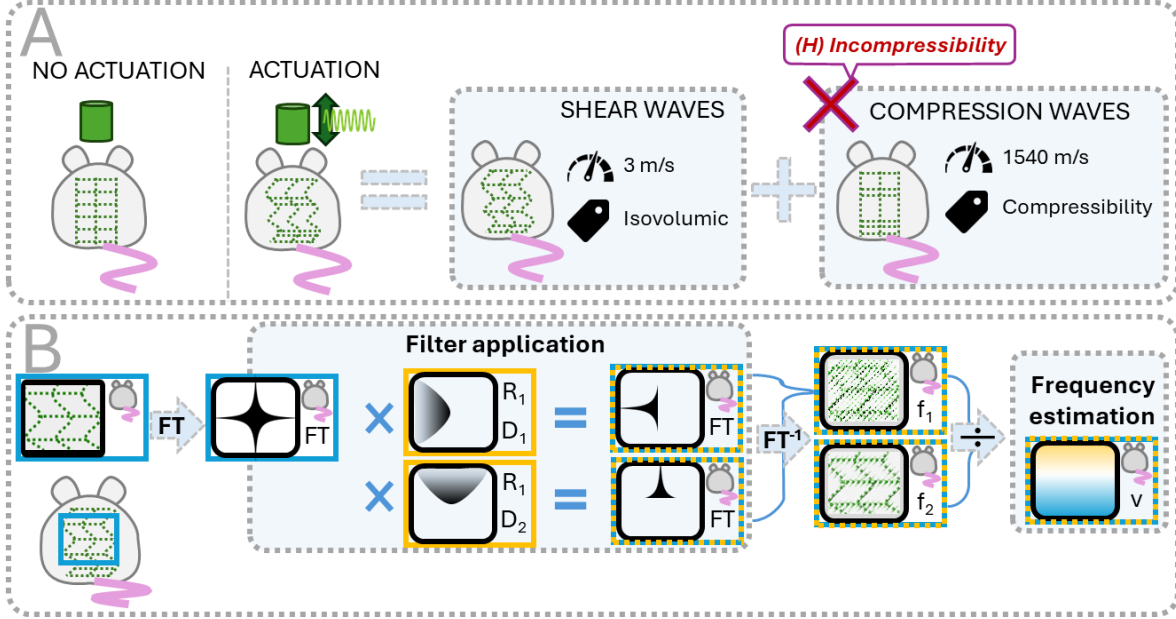 A
NO ACTUATION
ACTUATION
(H) Incompressibility
SHEAR WAVES
3 m/s
Isovolumic
COMPRESSION WAVES
1540 m/s
Compressibility
B
Filter application
FT
FT
×
R₁
D₁
=
FT
×
R₁
D₂
=
FT
FT⁻¹
f₁
f₂
÷
Frequency
estimation
v